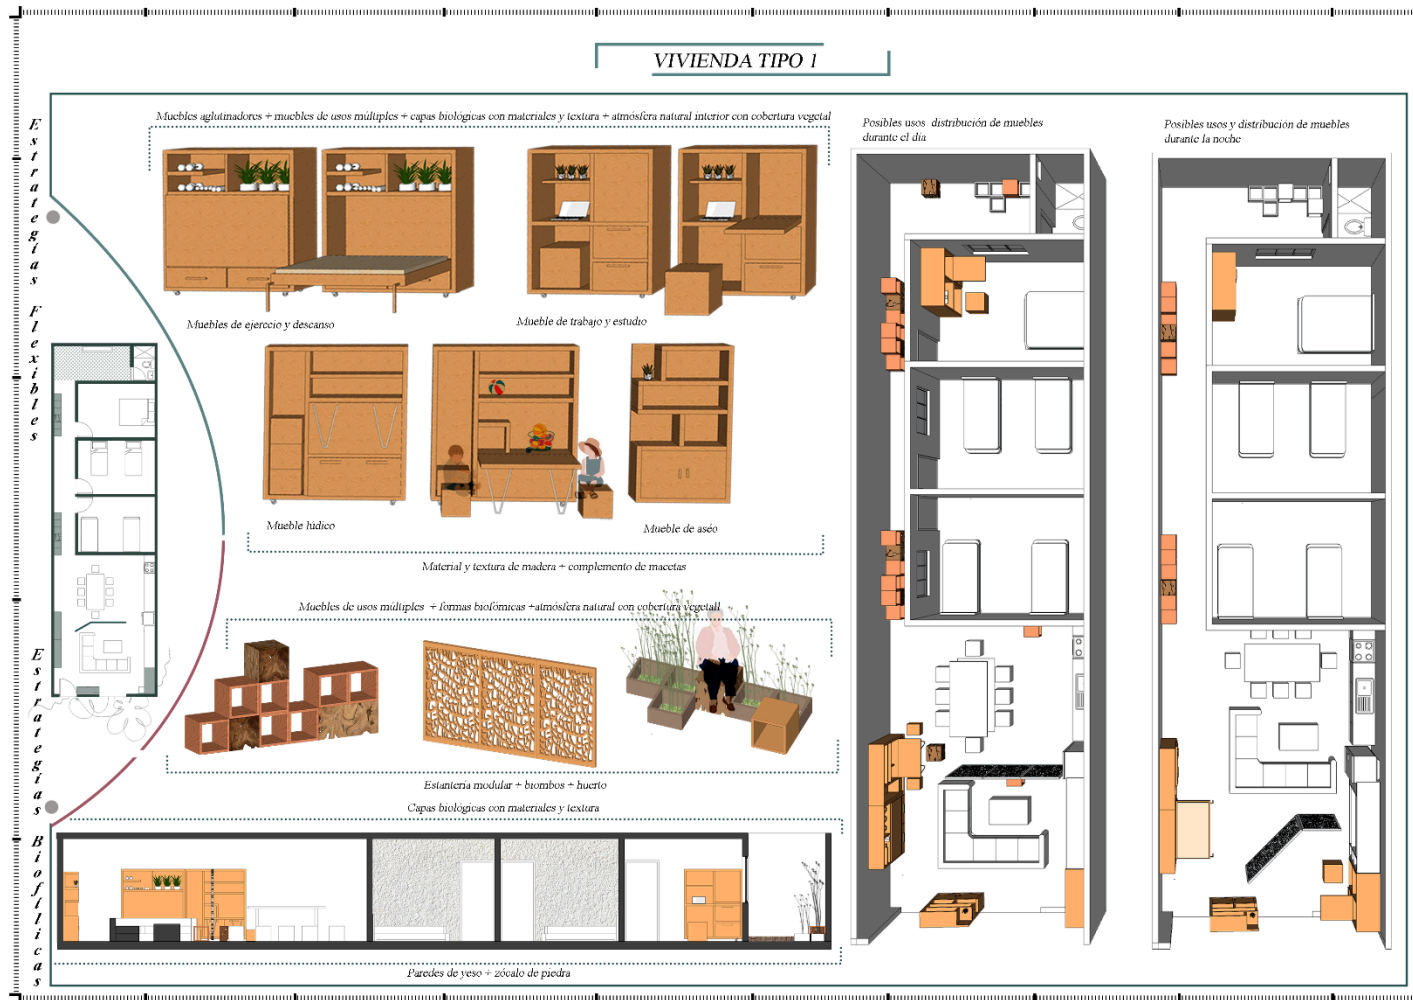 VIVIENDA TIPO 1
Estrategias Flexibles
Estrategias Biofílicas
Muebles aglutinadores + muebles de usos múltiples + capas biológicas con materiales y textura + atmósfera natural interior con cobertura vegetal
Muebles de ejerccio y descanso
Mueble de trabajo y estudio
Mueble lúdico
Mueble de aséo
Material y textura de madera + complemento de macetas
Muebles de usos múltiples + formas biofómicas +atmósfera natural con cobertura vegetall
Estantería modular + biombos + huerto
Capas biológicas con materiales y textura
Paredes de yeso + zócalo de piedra
Posibles usos distribución de muebles
durante el día
Posibles usos y distribución de muebles
durante la noche